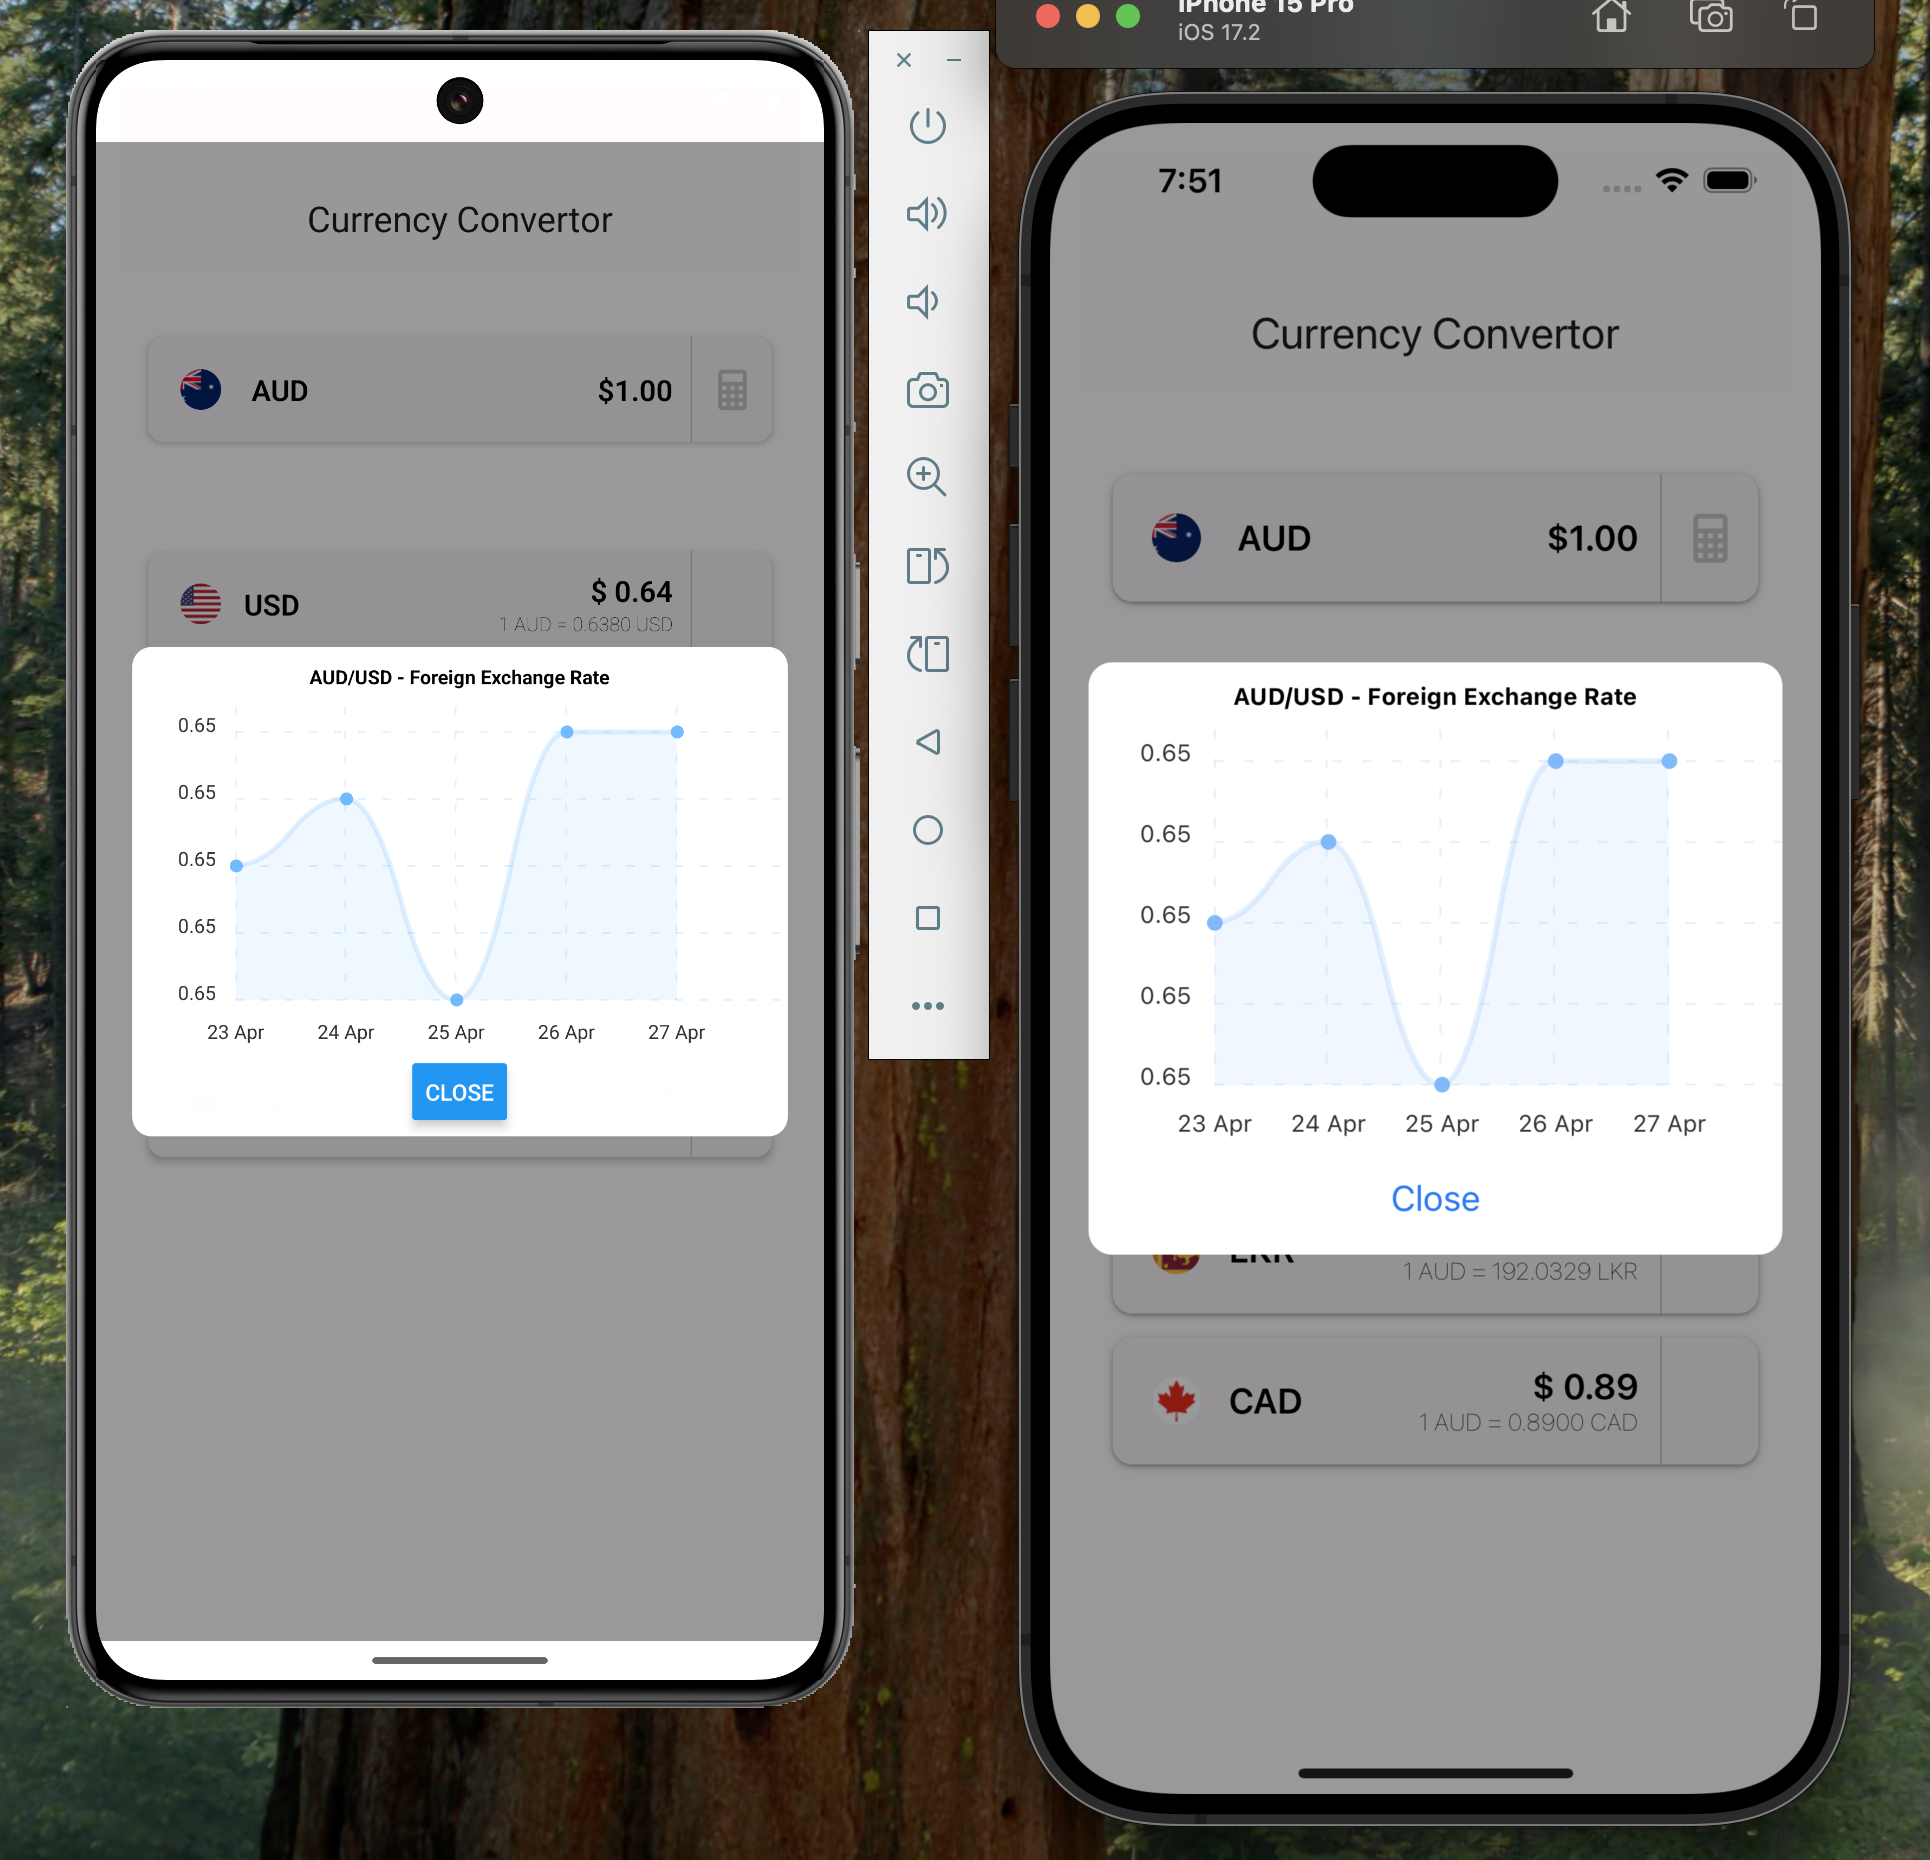 Currency Convertor
AUD
$1.00
USD
$ 0.64
1 AUD = 0.6380 USD
AUD/USD - Foreign Exchange Rate
0.65
0.65
0.65
0.65
0.65
23 Apr 24 Apr 25 Apr 26 Apr 27 Apr
CLOSE
iPhone 15 Pro
iOS 17.2
7:51
Currency Convertor
AUD
$1.00
AUD/USD - Foreign Exchange Rate
0.65
0.65
0.65
0.65
0.65
23 Apr 24 Apr 25 Apr 26 Apr 27 Apr
Close
LKR
1 AUD = 192.0329 LKR
CAD
$ 0.89
1 AUD = 0.8900 CAD